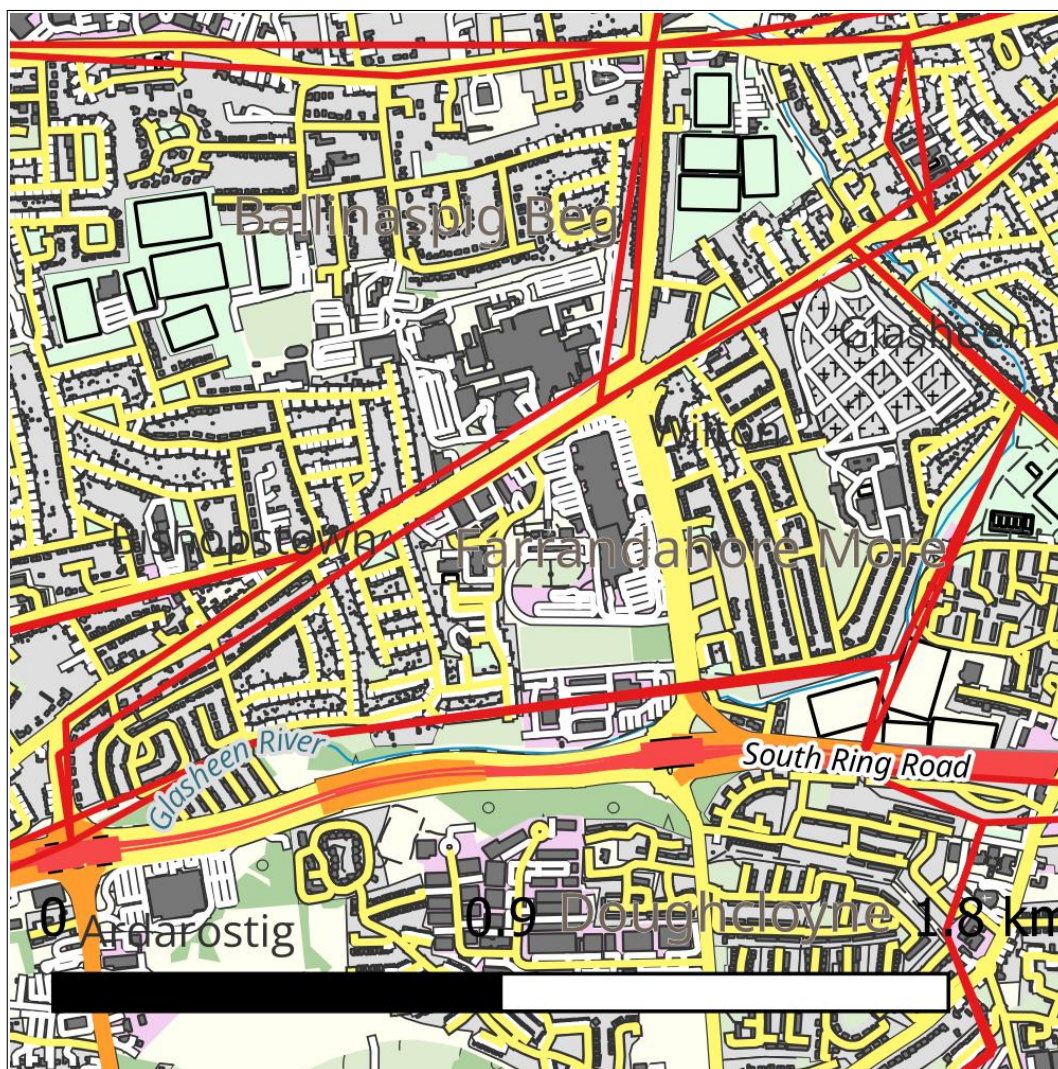 Ballinaspig Beg
Glasheen
Wilton
Bishopstown
Farrandahore More
Glasheen River
South Ring Road
0 0.9 1.8 km
Ardarostig Doughcloyne